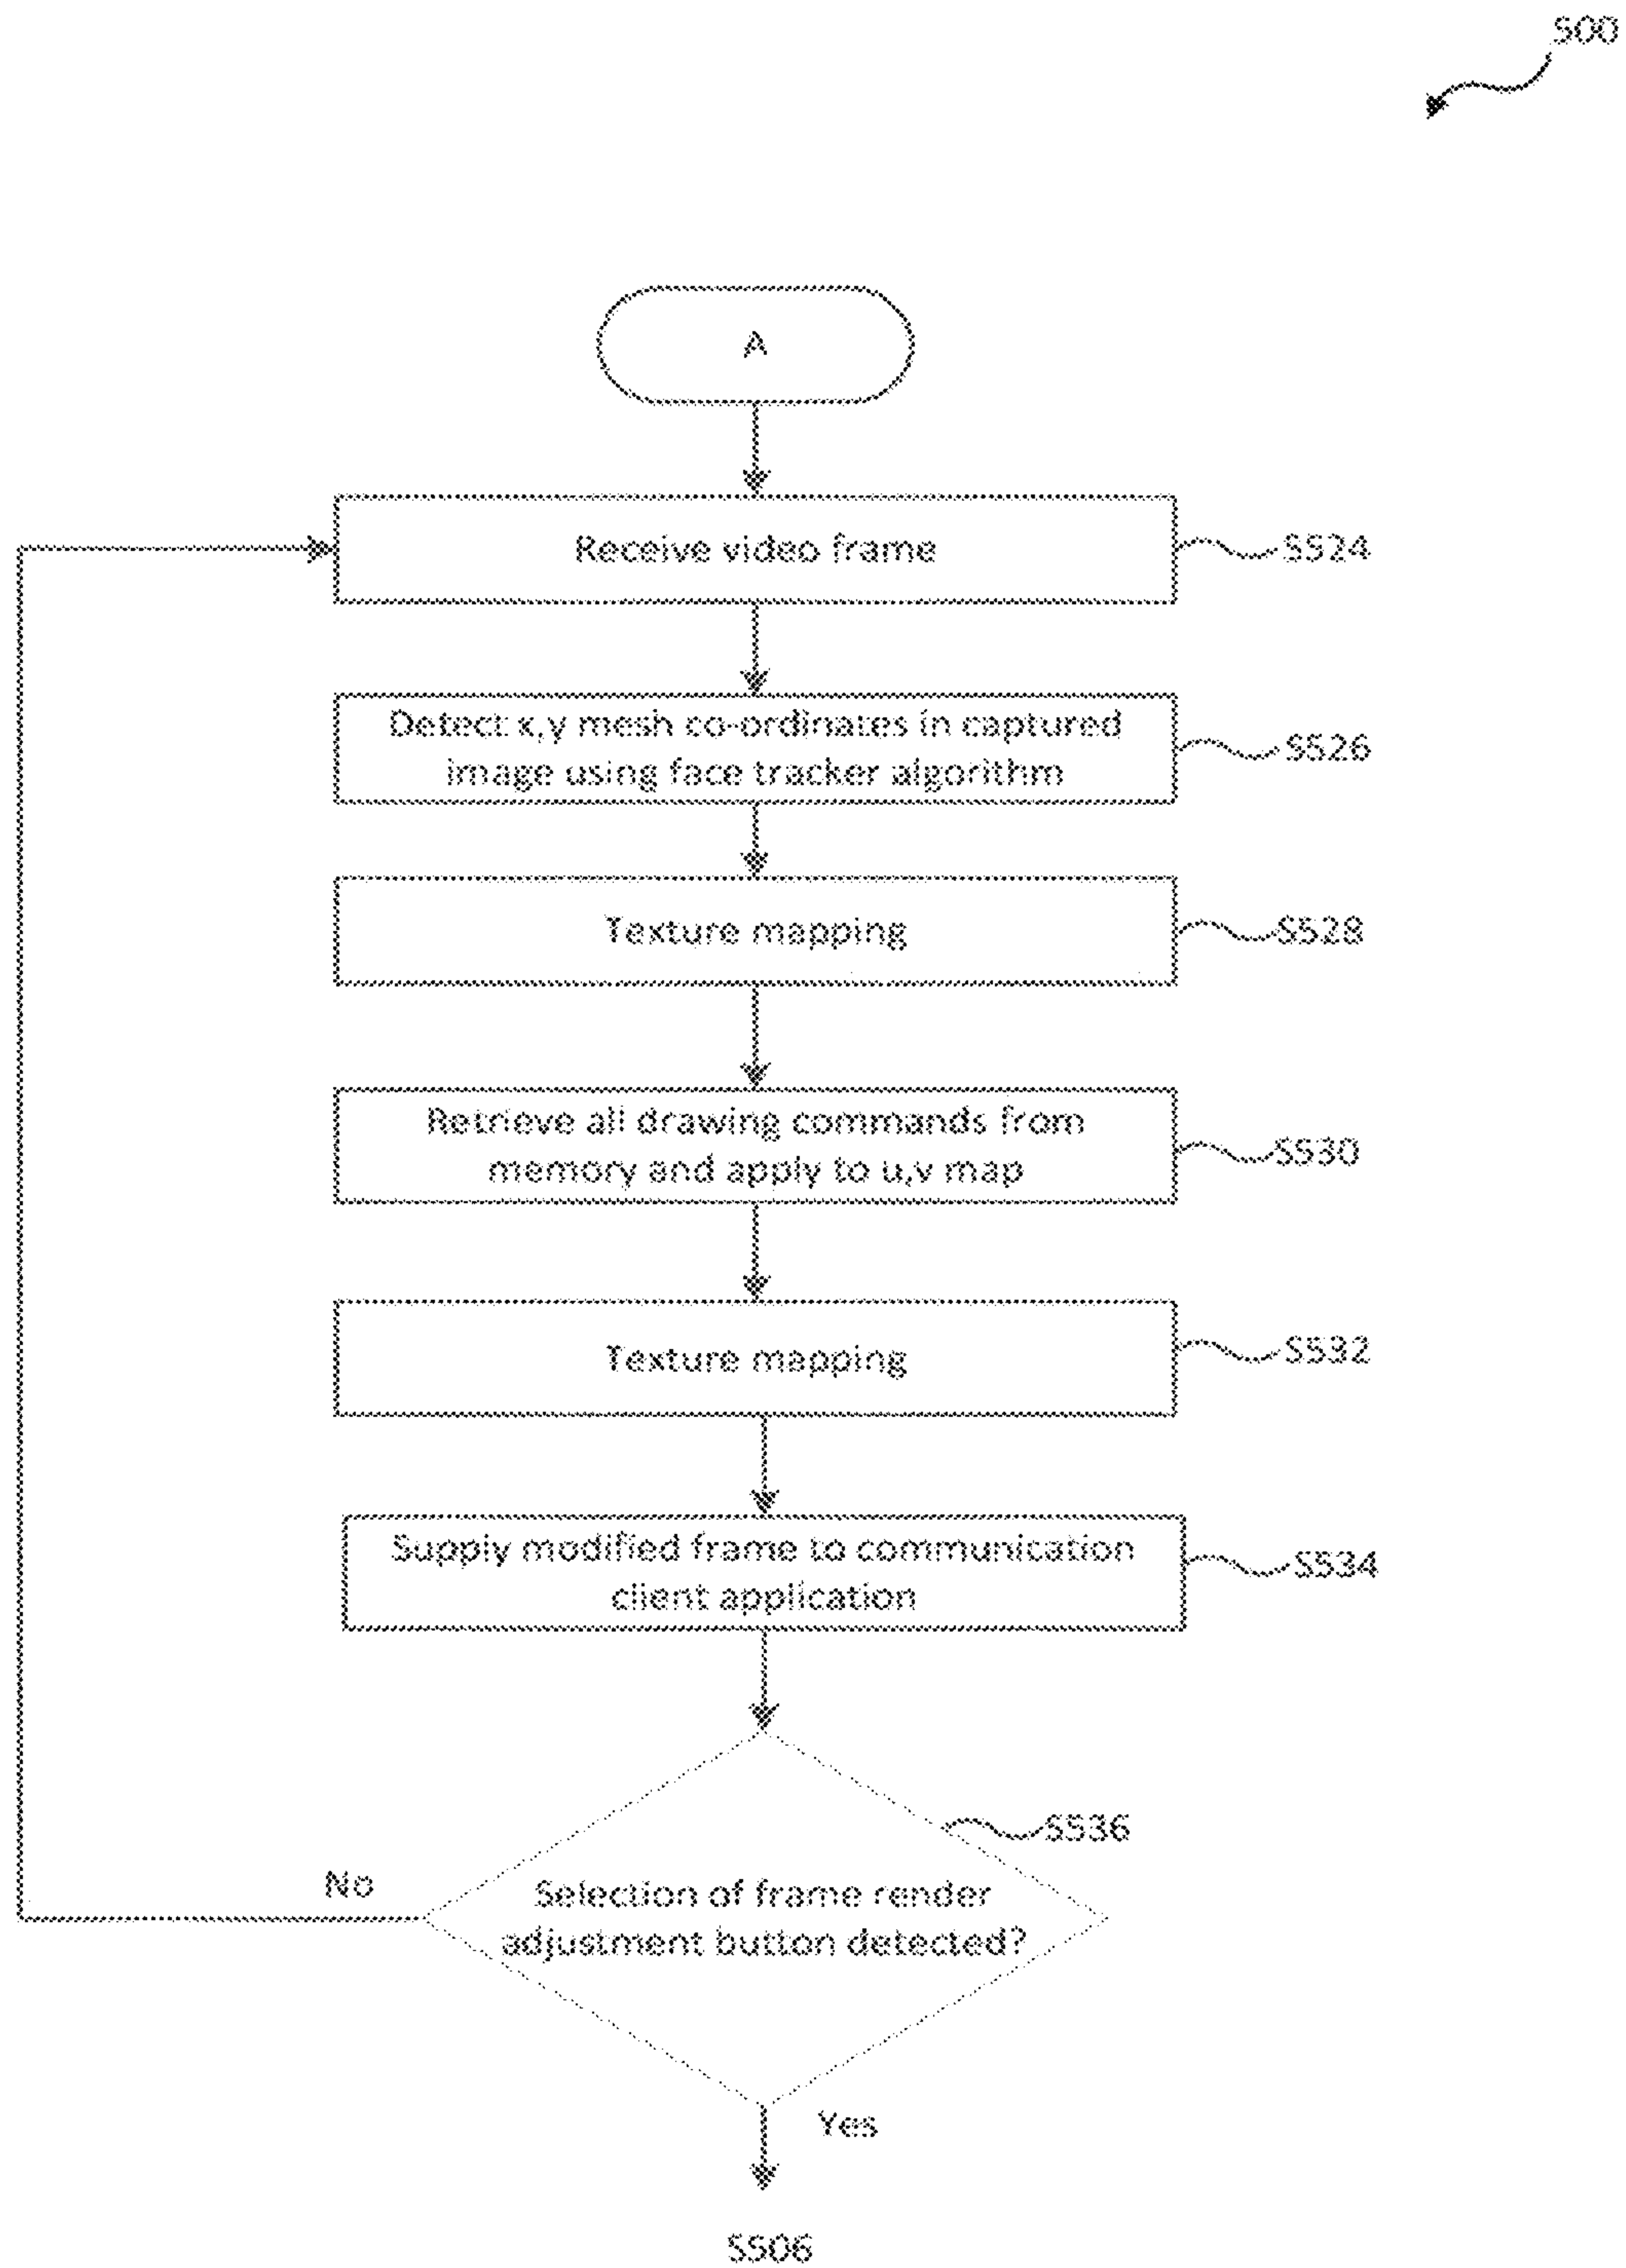 500
A
Receive video frame
S524
Detect x,y mesh co-ordinates in captured
image using face tracker algorithm
S526
Texture mapping
S528
Retrieve all drawing commands from
memory and apply to u,v map
S530
Texture mapping
S532
Supply modified frame to communication
client application
S534
S536
No
Selection of frame render
adjustment button detected?
Yes
S506